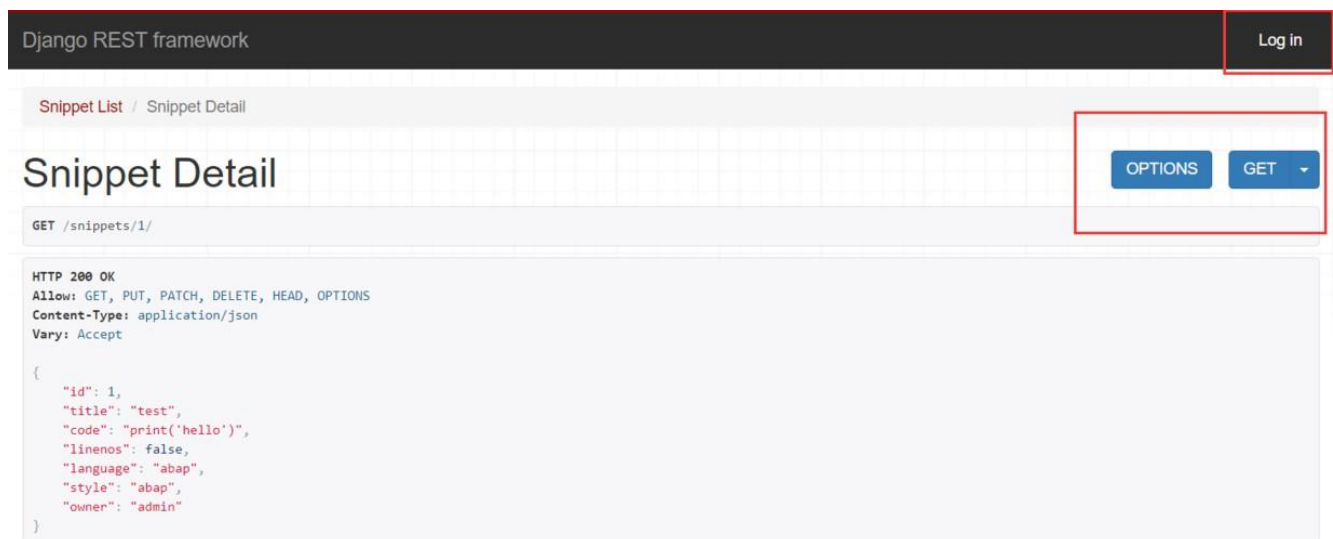 Django REST framework
Log in
Snippet List / Snippet Detail
Snippet Detail
OPTIONS
GET
GET /snippets/1/
HTTP 200 OK
Allow: GET, PUT, PATCH, DELETE, HEAD, OPTIONS
Content-Type: application/json
Vary: Accept
{
    "id": 1,
    "title": "test",
    "code": "print('hello')",
    "linenos": false,
    "language": "abap",
    "style": "abap",
    "owner": "admin"
}